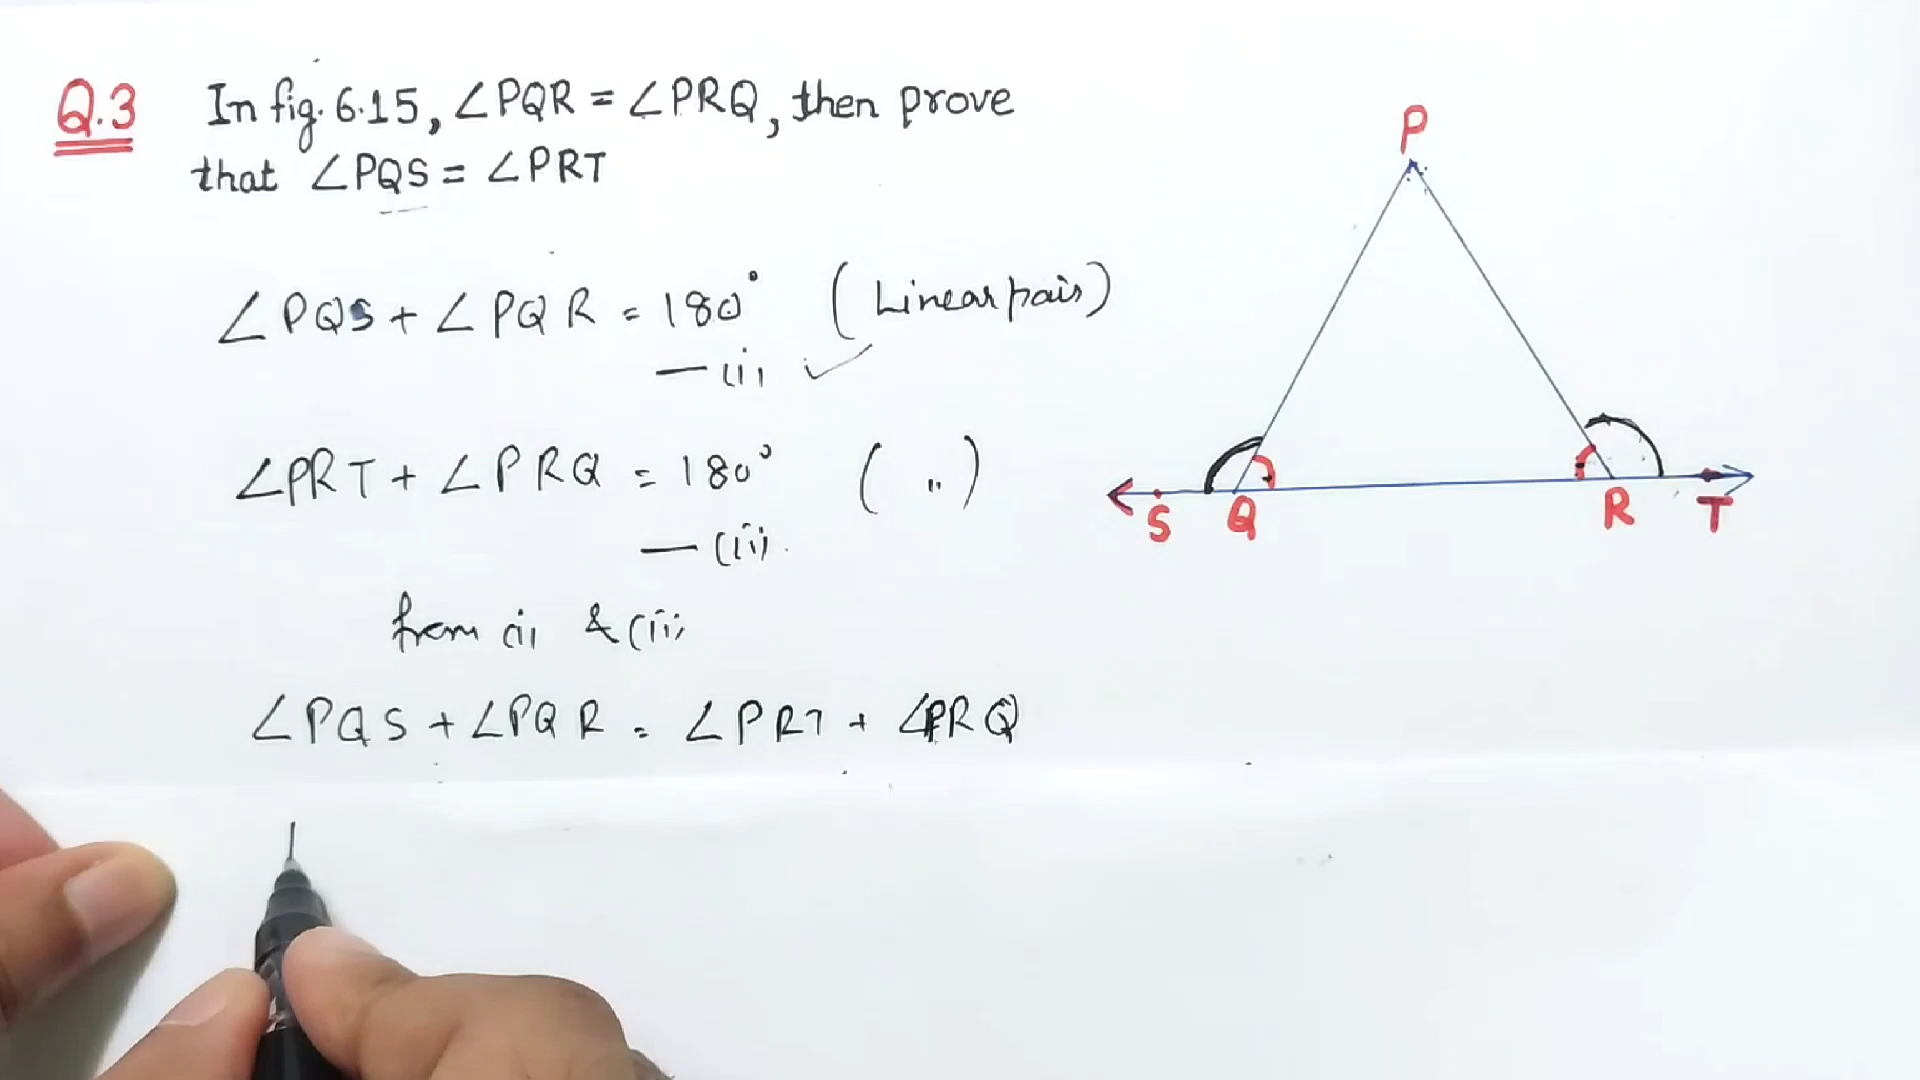 Q.3 In fig. 6.15, ∠PQR = ∠PRQ, then prove
that ∠PQS = ∠PRT
∠PQS + ∠PQR = 180° (Linear pair)
— (i) ✓
∠PRT + ∠PRQ = 180° ( " )
— (ii)
from (i) & (ii)
∠PQS + ∠PQR = ∠PRT + ∠PRQ
P
S Q R T